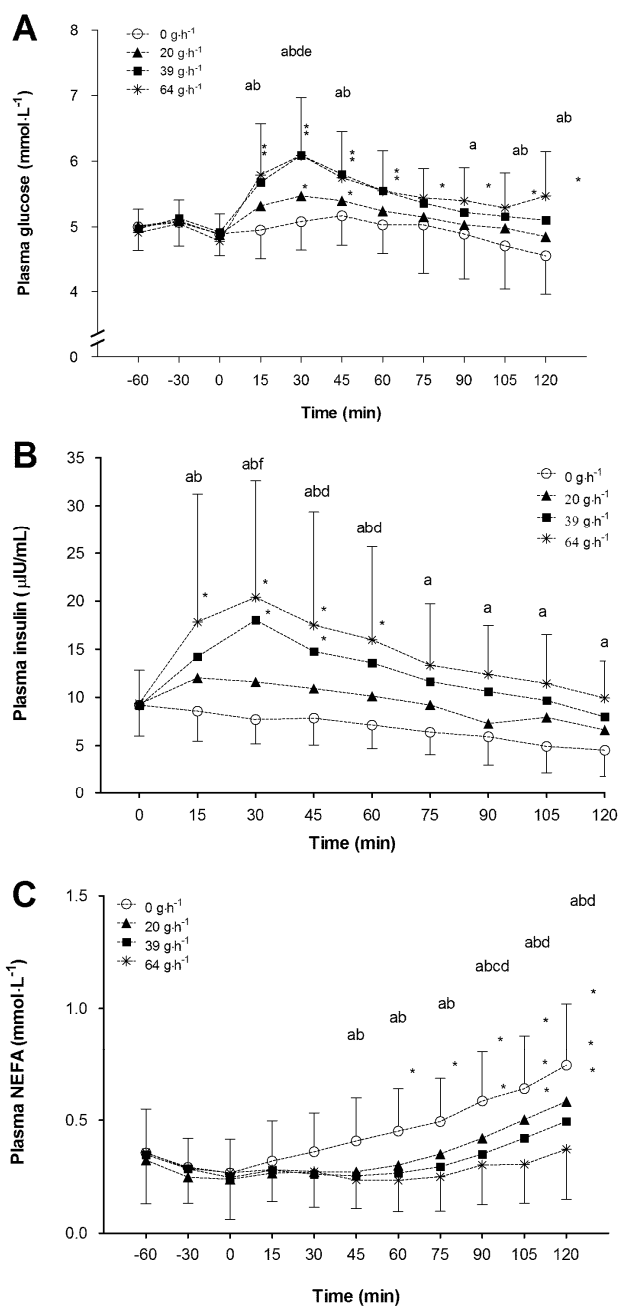 A
Plasma glucose (mmol·L⁻¹)
0 g·h⁻¹
20 g·h⁻¹
39 g·h⁻¹
64 g·h⁻¹
ab
abde
ab
a
ab
ab
8
7
6
5
4
0
* * * * * * * * * * * * * *
-60 -30 0 15 30 45 60 75 90 105 120
Time (min)
B
Plasma insulin (µIU/mL)
0 g·h⁻¹
20 g·h⁻¹
39 g·h⁻¹
64 g·h⁻¹
ab
abf
abd
abd
a
a
a
a
35
30
25
20
15
10
5
0
* * * * * *
0 15 30 45 60 75 90 105 120
Time (min)
C
Plasma NEFA (mmol·L⁻¹)
0 g·h⁻¹
20 g·h⁻¹
39 g·h⁻¹
64 g·h⁻¹
ab
ab
ab
abcd
abd
abd
1.5
1.0
0.5
0.0
* * * * * * * * * *
-60 -30 0 15 30 45 60 75 90 105 120
Time (min)